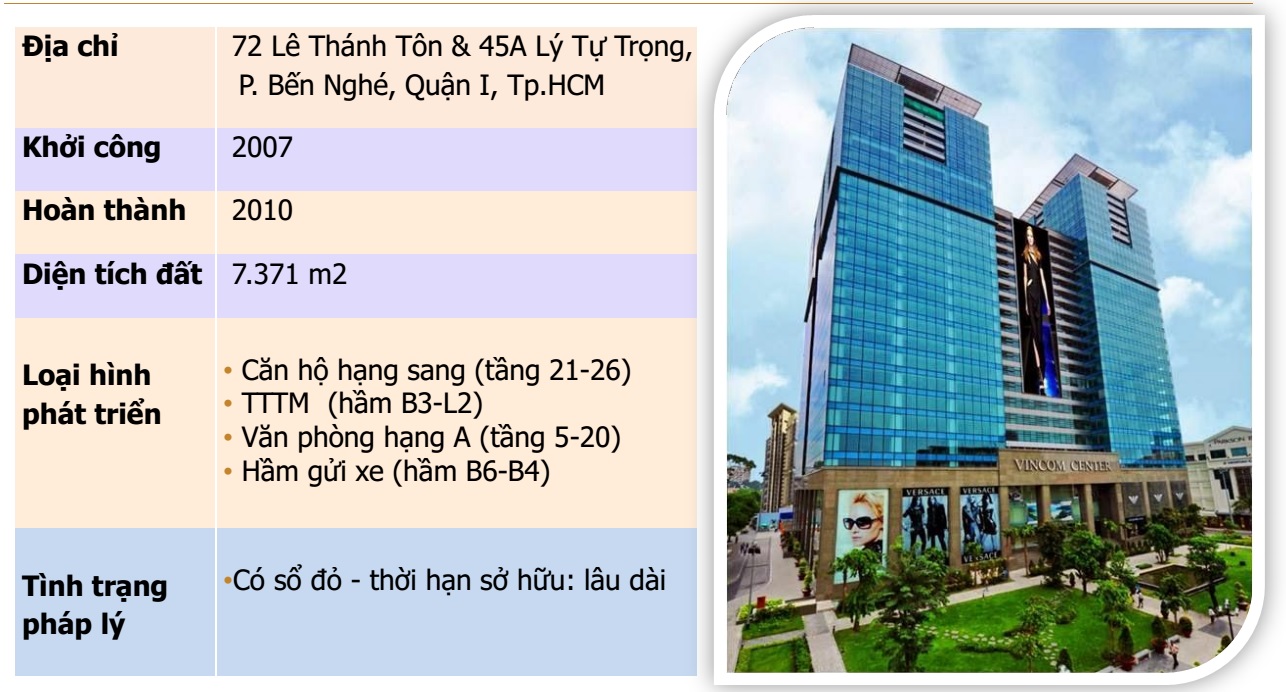 Địa chỉ
72 Lê Thánh Tôn & 45A Lý Tự Trọng,
P. Bến Nghé, Quận I, Tp.HCM
Khởi công
2007
Hoàn thành
2010
Diện tích đất
7.371 m2
Loại hình
phát triển
• Căn hộ hạng sang (tầng 21-26)
• TTTM (hầm B3-L2)
• Văn phòng hạng A (tầng 5-20)
• Hầm gửi xe (hầm B6-B4)
Tình trạng
pháp lý
•Có sổ đỏ - thời hạn sở hữu: lâu dài
VINCOM CENTER
VERSACE
VERSACE
VERSACE
PARKSON